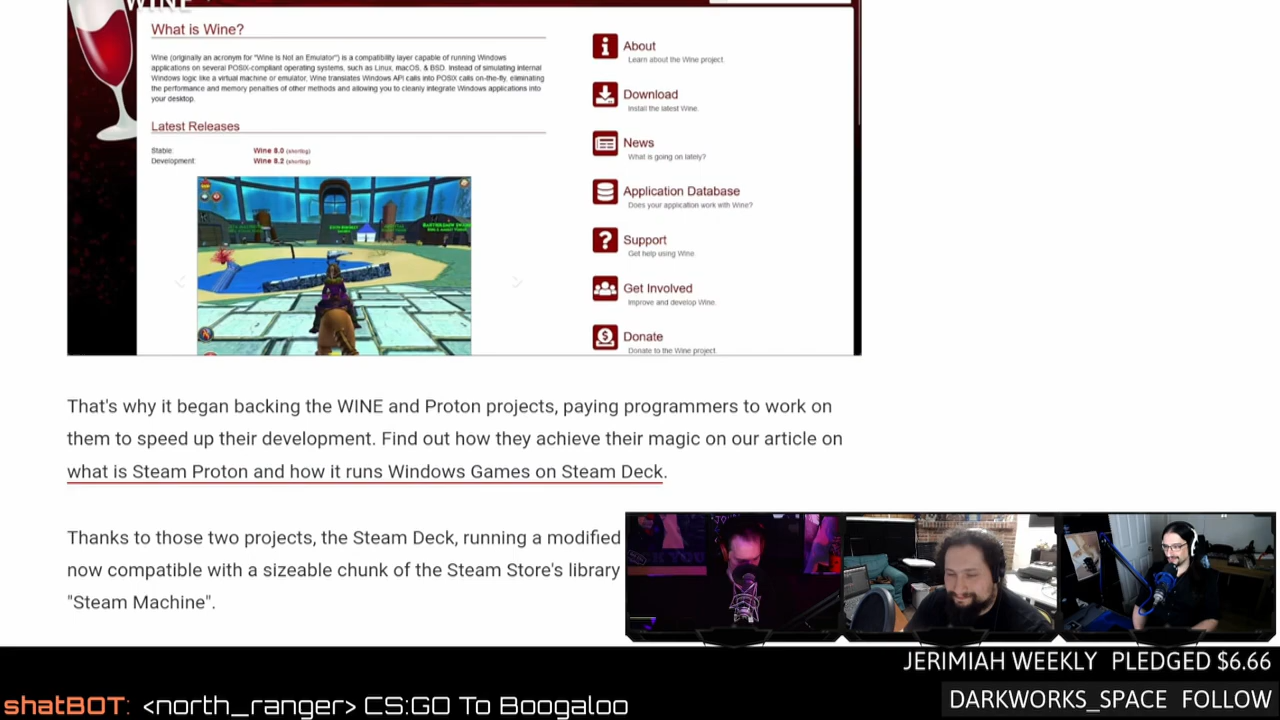 WINE
What is Wine?
Wine (originally an acronym for "Wine Is Not an Emulator") is a compatibility layer capable of running Windows
applications on several POSIX-compliant operating systems, such as Linux, macOS, & BSD. Instead of simulating internal
Windows logic like a virtual machine or emulator, Wine translates Windows API calls into POSIX calls on-the-fly, eliminating
the performance and memory penalties of other methods and allowing you to cleanly integrate Windows applications into
your desktop.
Latest Releases
Stable: Wine 8.0 (shortlog)
Development: Wine 8.2 (shortlog)
About
Learn about the Wine project.
Download
Install the latest Wine.
News
What is going on lately?
Application Database
Does your application work with Wine?
Support
Get help using Wine.
Get Involved
Improve and develop Wine.
Donate
Donate to the Wine project.
That's why it began backing the WINE and Proton projects, paying programmers to work on
them to speed up their development. Find out how they achieve their magic on our article on
what is Steam Proton and how it runs Windows Games on Steam Deck.
Thanks to those two projects, the Steam Deck, running a modified
now compatible with a sizeable chunk of the Steam Store's library
"Steam Machine".
JERIMIAH WEEKLY PLEDGED $6.66
shatBOT: <north_ranger> CS:GO To Boogaloo
DARKWORKS_SPACE FOLLOW